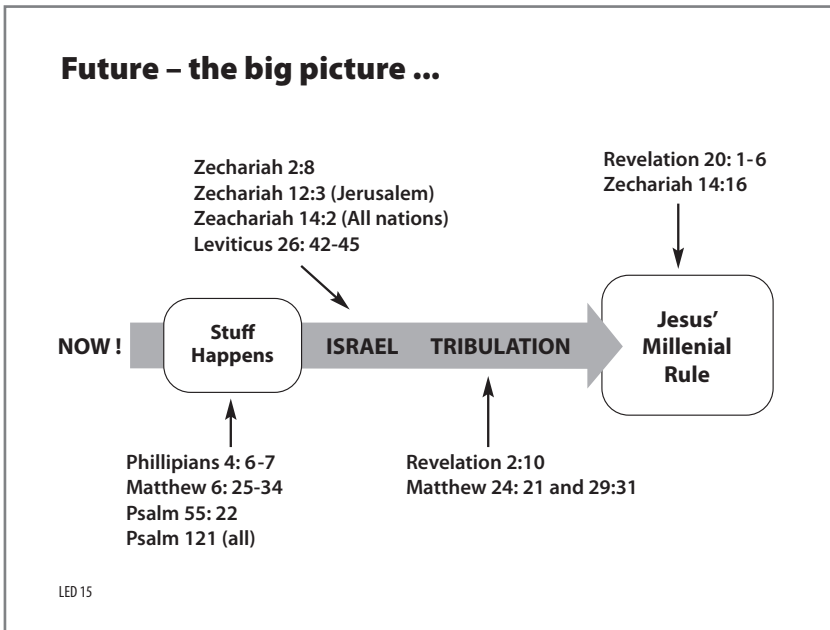 Future – the big picture ...
Zechariah 2:8
Zechariah 12:3 (Jerusalem)
Zeachariah 14:2 (All nations)
Leviticus 26: 42-45
Revelation 20: 1-6
Zechariah 14:16
NOW !
Stuff
Happens
ISRAEL TRIBULATION
Jesus’
Millenial
Rule
Phillipians 4: 6-7
Matthew 6: 25-34
Psalm 55: 22
Psalm 121 (all)
Revelation 2:10
Matthew 24: 21 and 29:31
LED 15